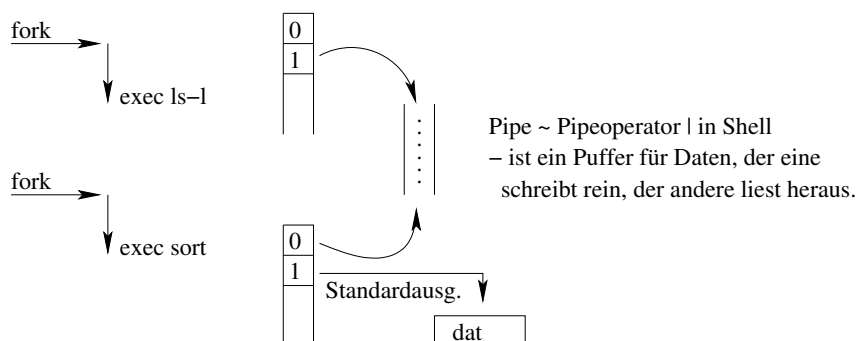 fork
exec ls−l
0
1
Pipe ~ Pipeoperator | in Shell
− ist ein Puffer für Daten, der eine
schreibt rein, der andere liest heraus.
fork
exec sort
0
1
Standardausg.
dat